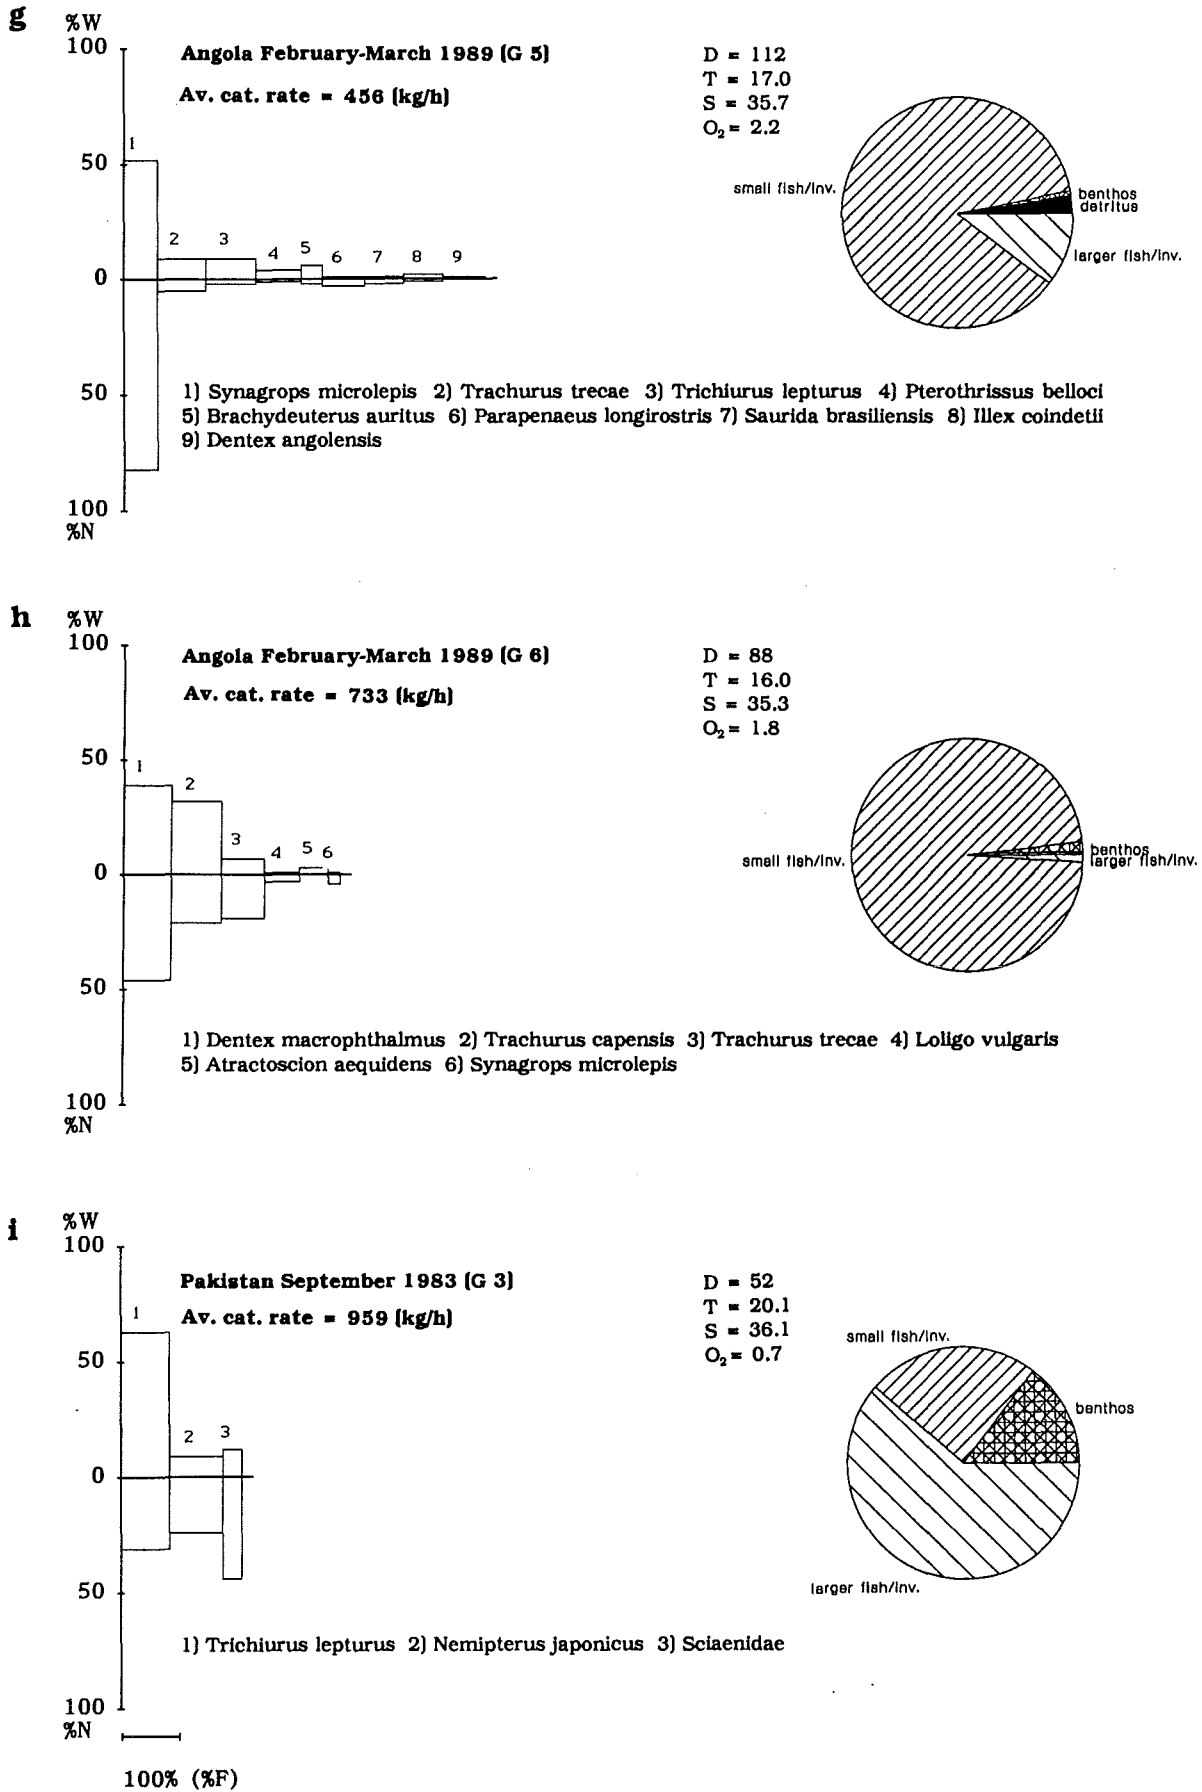 g
%W
100
Angola February-March 1989 (G 5)
Av. cat. rate = 456 (kg/h)
D = 112
T = 17.0
S = 35.7
O2 = 2.2
1
50
2 3 4 5 6 7 8 9
0
small fish/inv.
benthos
detritus
larger fish/inv.
50
1) Synagrops microlepis 2) Trachurus trecae 3) Trichiurus lepturus 4) Pterothrissus belloci
5) Brachydeuterus auritus 6) Parapenaeus longirostris 7) Saurida brasiliensis 8) Illex coindetii
9) Dentex angolensis
100
%N
h
%W
100
Angola February-March 1989 (G 6)
Av. cat. rate = 733 (kg/h)
D = 88
T = 16.0
S = 35.3
O2 = 1.8
50
1 2 3 4 5 6
0
small fish/inv.
benthos
larger fish/inv.
50
1) Dentex macrophthalmus 2) Trachurus capensis 3) Trachurus trecae 4) Loligo vulgaris
5) Atractoscion aequidens 6) Synagrops microlepis
100
%N
i
%W
100
Pakistan September 1983 (G 3)
Av. cat. rate = 959 (kg/h)
D = 52
T = 20.1
S = 36.1
O2 = 0.7
1
50
2 3
0
small fish/inv.
benthos
larger fish/inv.
50
1) Trichiurus lepturus 2) Nemipterus japonicus 3) Sciaenidae
100
%N
100% (%F)